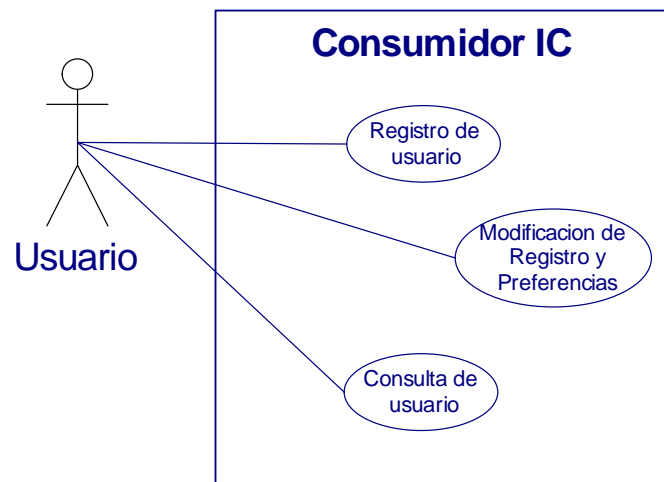 Consumidor IC
Registro de
usuario
Usuario
Modificacion de
Registro y
Preferencias
Consulta de
usuario